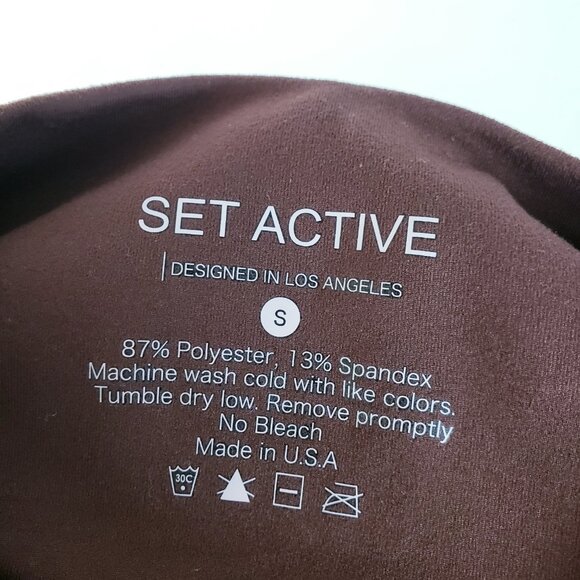 SET ACTIVE
DESIGNED IN LOS ANGELES
S
87% Polyester, 13% Spandex
Machine wash cold with like colors.
Tumble dry low. Remove promptly
No Bleach
Made in U.S.A
30C